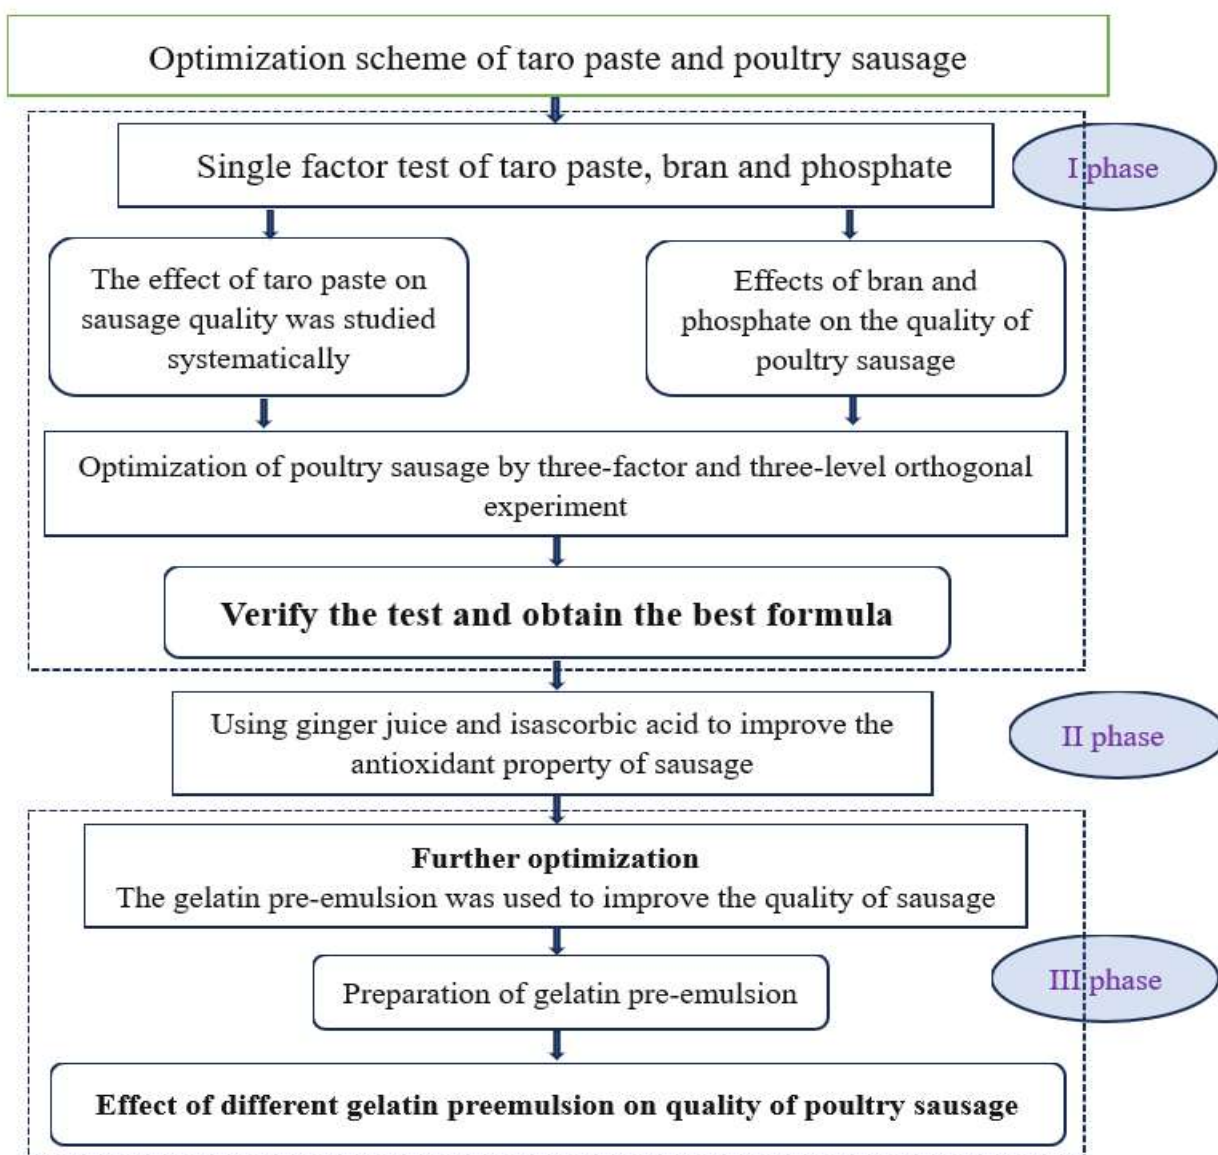 Optimization scheme of taro paste and poultry sausage
Single factor test of taro paste, bran and phosphate
I phase
The effect of taro paste on
sausage quality was studied
systematically
Effects of bran and
phosphate on the quality of
poultry sausage
Optimization of poultry sausage by three-factor and three-level orthogonal
experiment
Verify the test and obtain the best formula
Using ginger juice and isascorbic acid to improve the
antioxidant property of sausage
II phase
Further optimization
The gelatin pre-emulsion was used to improve the quality of sausage
Preparation of gelatin pre-emulsion
III phase
Effect of different gelatin preemulsion on quality of poultry sausage